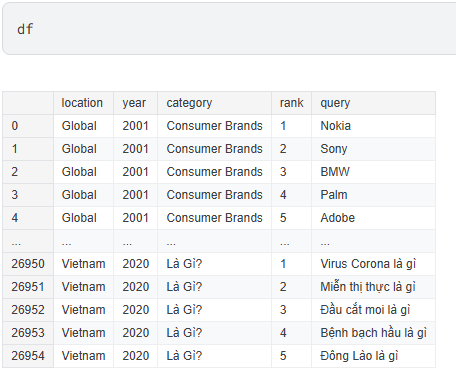 df
location year category rank query
0 Global 2001 Consumer Brands 1 Nokia
1 Global 2001 Consumer Brands 2 Sony
2 Global 2001 Consumer Brands 3 BMW
3 Global 2001 Consumer Brands 4 Palm
4 Global 2001 Consumer Brands 5 Adobe
... ... ... ... ... ...
26950 Vietnam 2020 Là Gì? 1 Virus Corona là gì
26951 Vietnam 2020 Là Gì? 2 Miễn thị thực là gì
26952 Vietnam 2020 Là Gì? 3 Đầu cắt moi là gì
26953 Vietnam 2020 Là Gì? 4 Bệnh bạch hầu là gì
26954 Vietnam 2020 Là Gì? 5 Đông Lào là gì